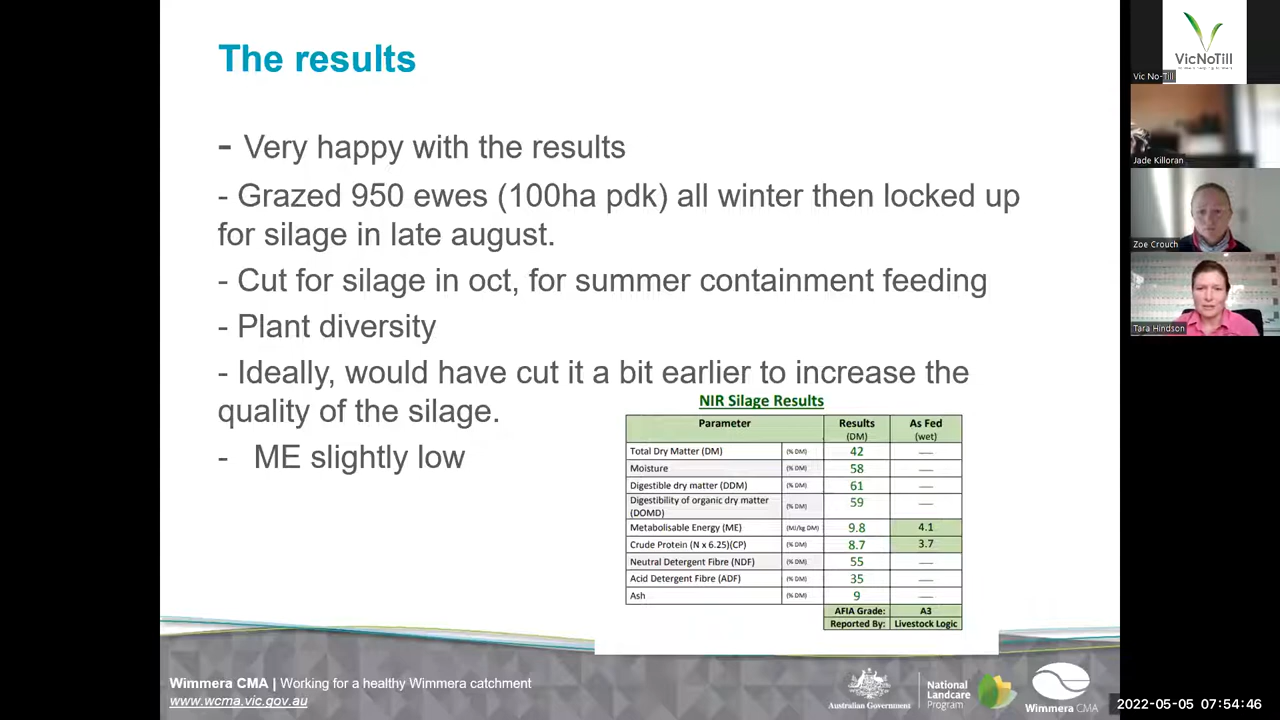 The results
- Very happy with the results
- Grazed 950 ewes (100ha pdk) all winter then locked up
for silage in late august.
- Cut for silage in oct, for summer containment feeding
- Plant diversity
- Ideally, would have cut it a bit earlier to increase the
quality of the silage.
- ME slightly low
NIR Silage Results
Parameter Results (DM) As Fed (wet)
Total Dry Matter (DM) (% DM) 42 —
Moisture (% DM) 58 —
Digestible dry matter (DDM) (% DM) 61 —
Digestibility of organic dry matter
(DOMD) (% DM) 59 —
Metabolisable Energy (ME) (MJ/kg DM) 9.8 4.1
Crude Protein (N x 6.25)(CP) (% DM) 8.7 3.7
Neutral Detergent Fibre (NDF) (% DM) 55 —
Acid Detergent Fibre (ADF) (% DM) 35 —
Ash (% DM) 9 —
AFIA Grade: A3
Reported By: Livestock Logic
Wimmera CMA | Working for a healthy Wimmera catchment
www.wcma.vic.gov.au
Australian Government
National
Landcare
Program
Wimmera CMA
VicNoTill
Vic No-Till
Jade Killoran
Zoe Crouch
Tara Hindson
2022-05-05 07:54:46